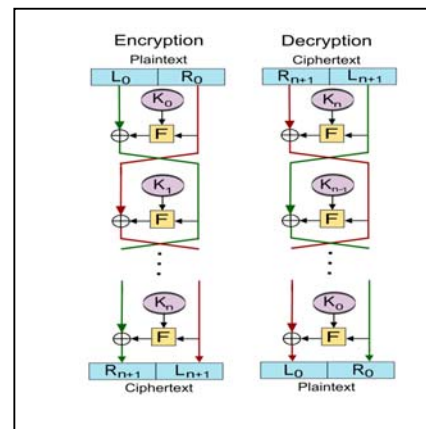 Encryption
Plaintext
L0 R0
K0
F
K1
F
Kn
F
Rn+1 Ln+1
Ciphertext
Decryption
Ciphertext
Rn+1 Ln+1
Kn
F
Kn-1
F
K0
F
L0 R0
Plaintext